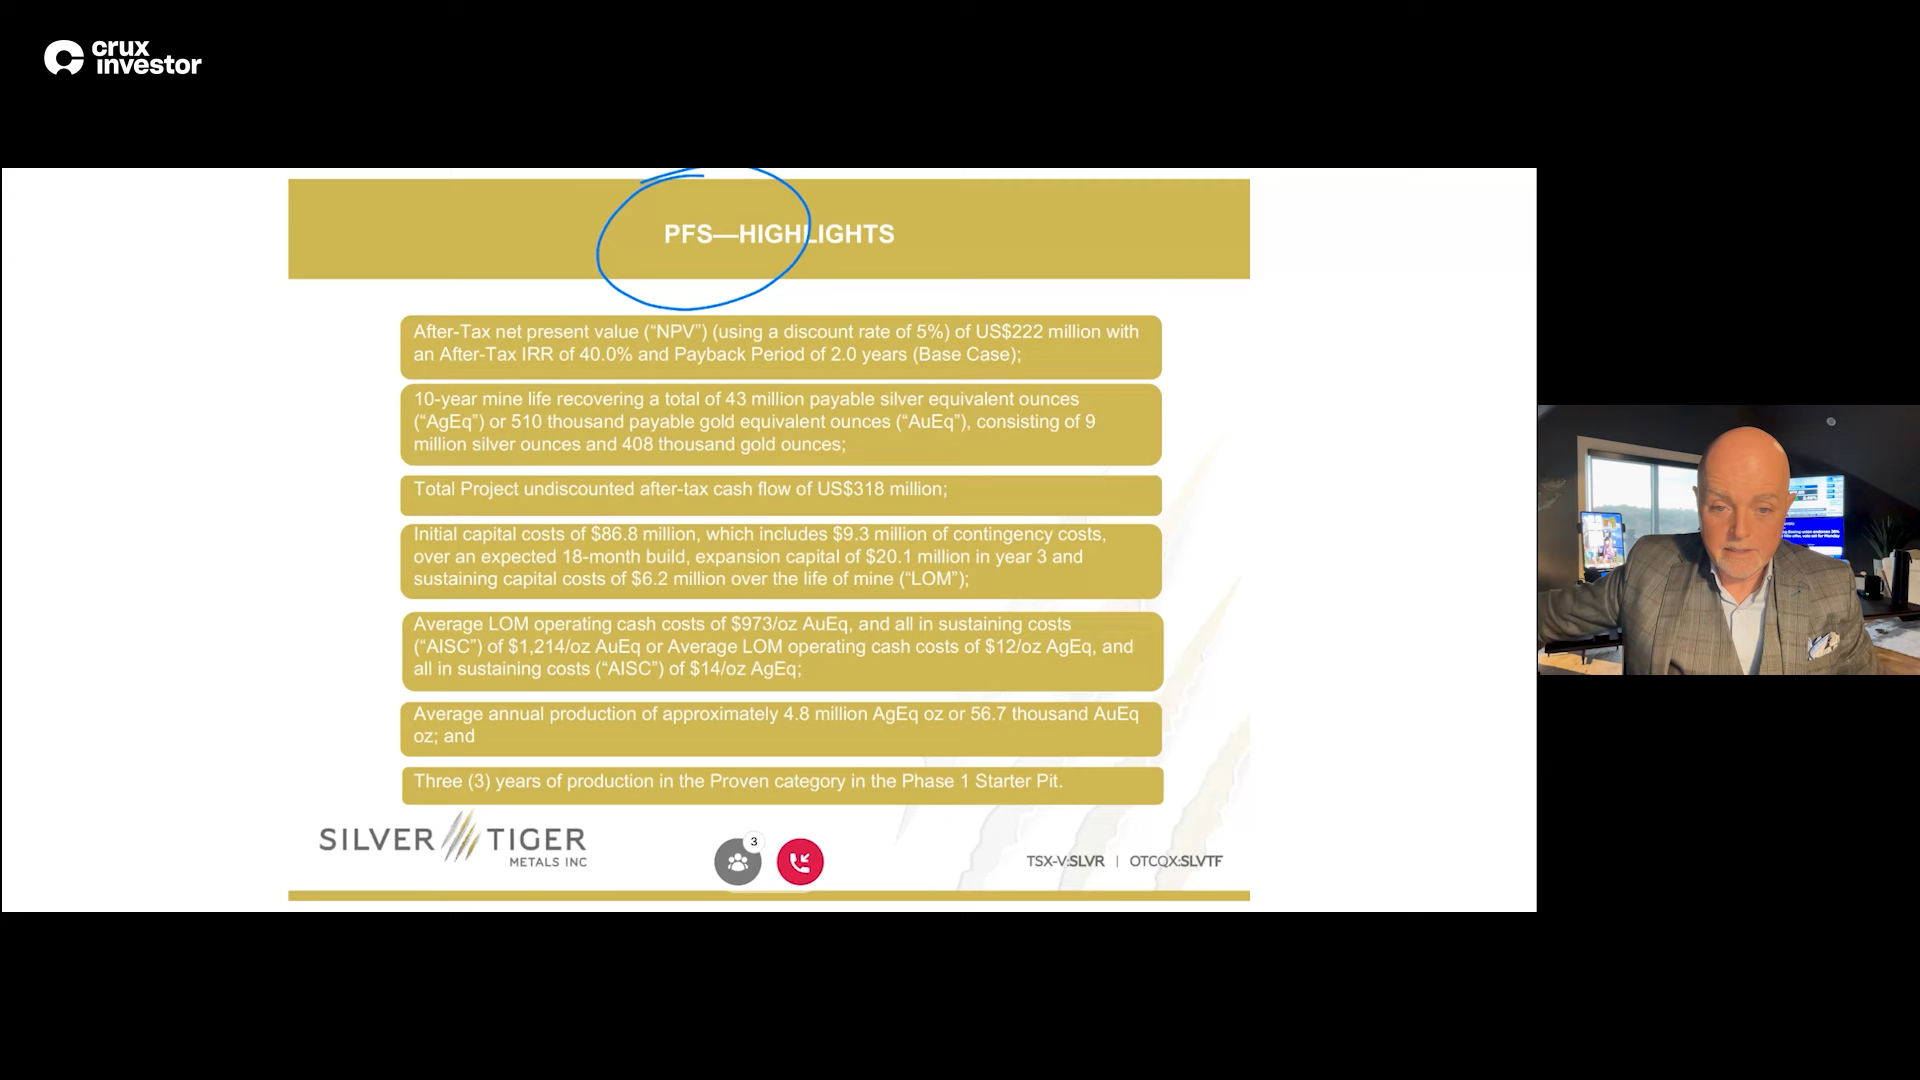 crux
investor
PFS—HIGHLIGHTS
After-Tax net present value (“NPV”) (using a discount rate of 5%) of US$222 million with
an After-Tax IRR of 40.0% and Payback Period of 2.0 years (Base Case);
10-year mine life recovering a total of 43 million payable silver equivalent ounces
(“AgEq”) or 510 thousand payable gold equivalent ounces (“AuEq”), consisting of 9
million silver ounces and 408 thousand gold ounces;
Total Project undiscounted after-tax cash flow of US$318 million;
Initial capital costs of $86.8 million, which includes $9.3 million of contingency costs,
over an expected 18-month build, expansion capital of $20.1 million in year 3 and
sustaining capital costs of $6.2 million over the life of mine (“LOM”);
Average LOM operating cash costs of $973/oz AuEq, and all in sustaining costs
(“AISC”) of $1,214/oz AuEq or Average LOM operating cash costs of $12/oz AgEq, and
all in sustaining costs (“AISC”) of $14/oz AgEq;
Average annual production of approximately 4.8 million AgEq oz or 56.7 thousand AuEq
oz; and
Three (3) years of production in the Proven category in the Phase 1 Starter Pit.
SILVER TIGER
METALS INC
3
TSX-V:SLVR | OTCQX:SLVTF